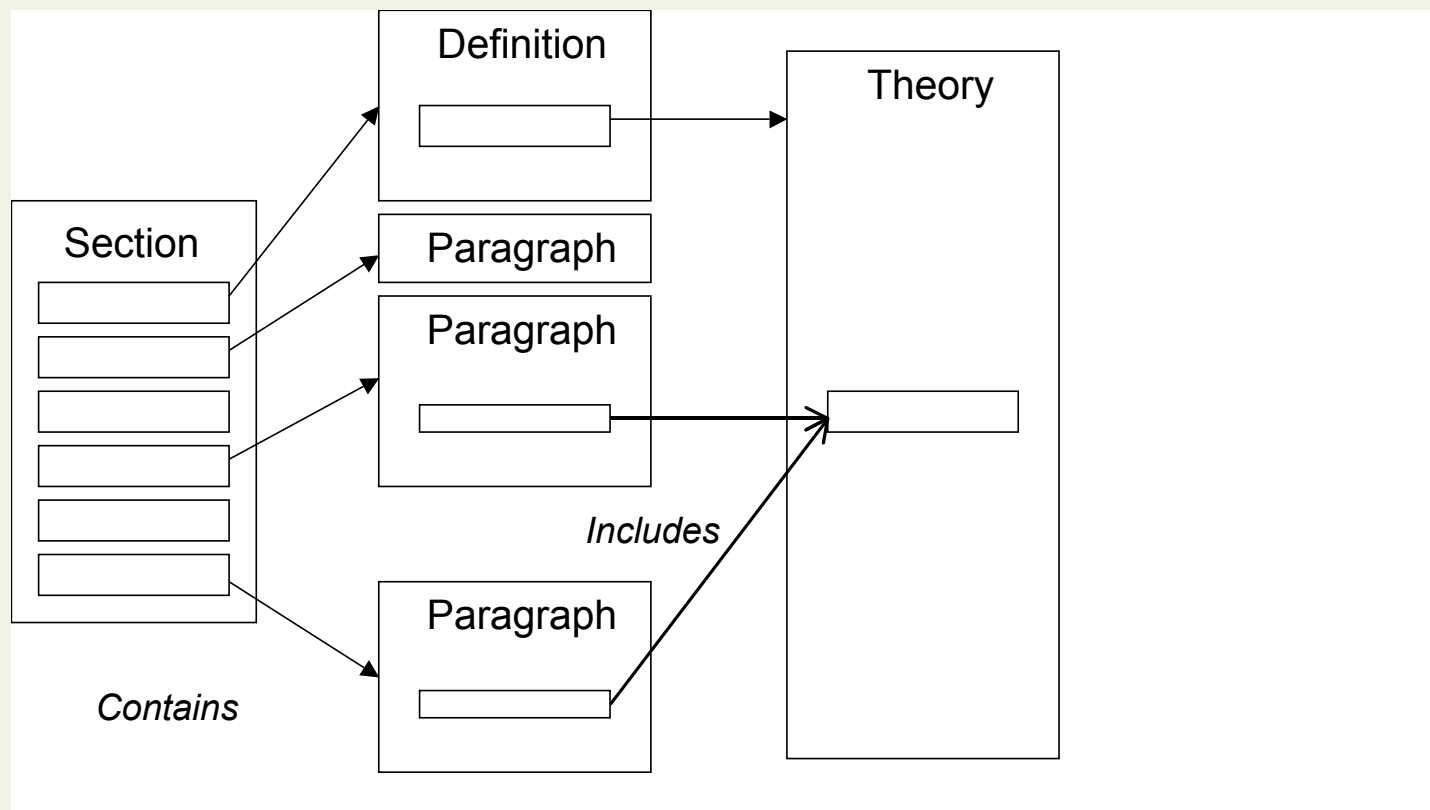 Definition
Theory
Section
Paragraph
Paragraph
Includes
Paragraph
Contains